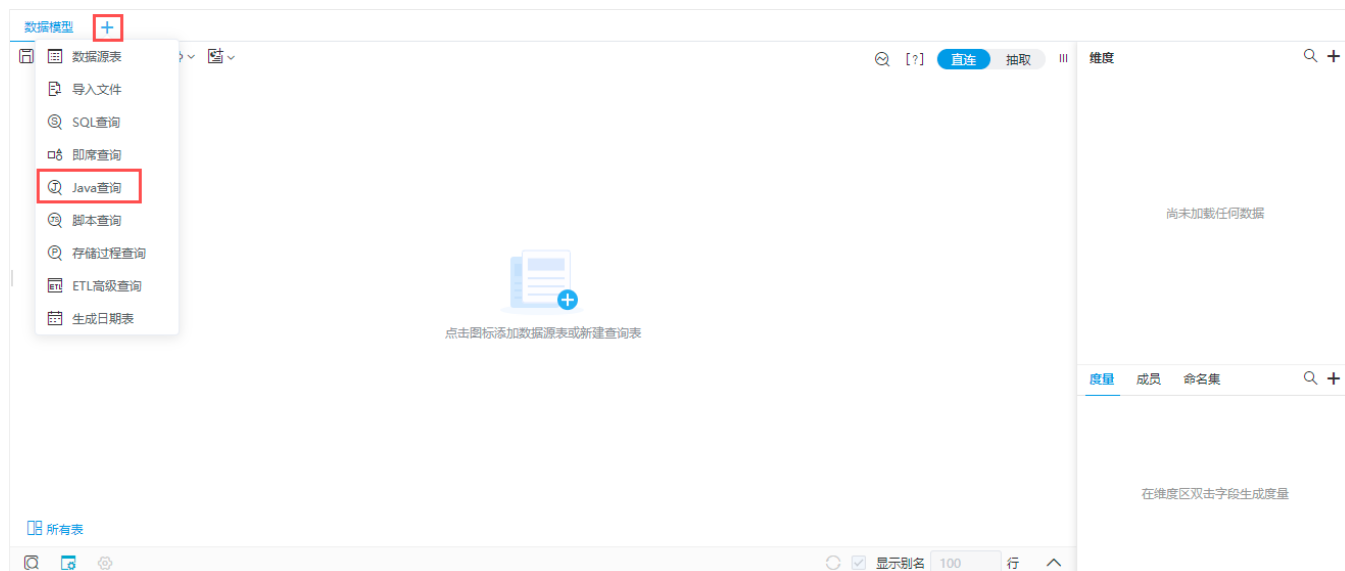 数据模型 +
数据源表
[?] 直连 抽取
维度
导入文件
SQL查询
即席查询
Java查询
脚本查询
存储过程查询
ETL高级查询
生成日期表
尚未加载任何数据
点击图标添加数据源表或新建查询表
度量 成员 命名集
在维度区双击字段生成度量
所有表
显示别名 100 行